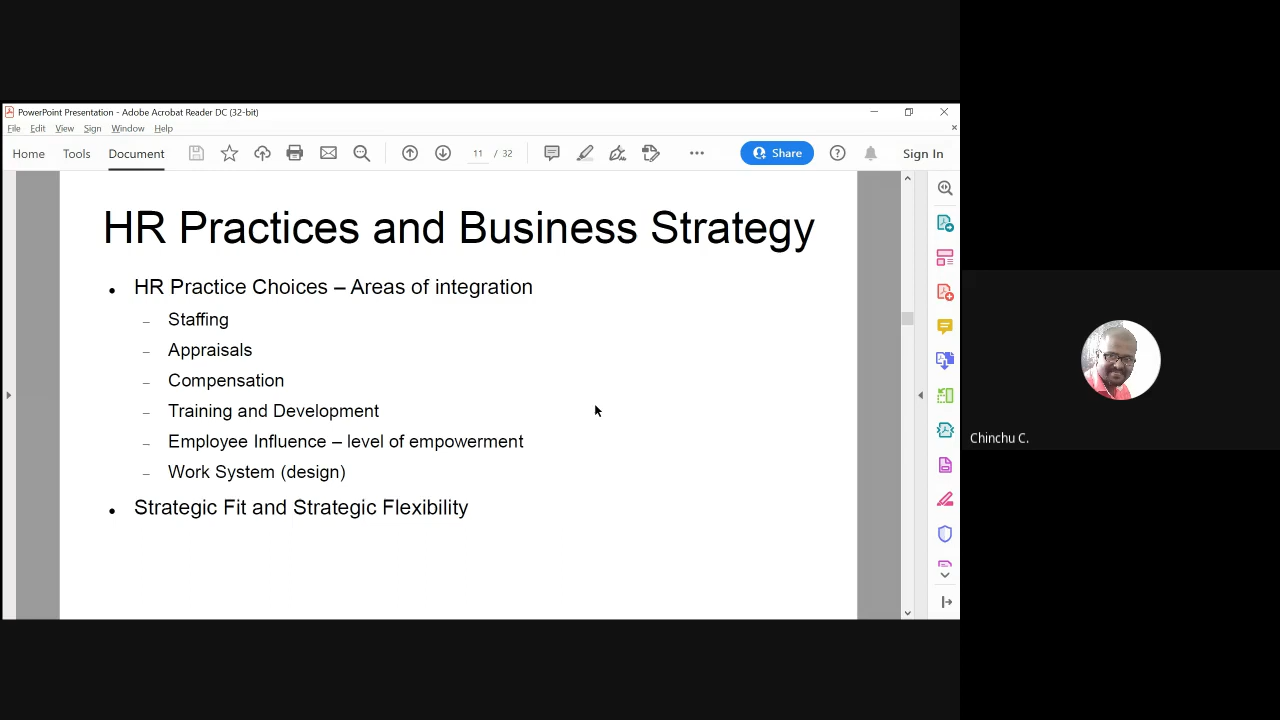 PowerPoint Presentation - Adobe Acrobat Reader DC (32-bit)
File Edit View Sign Window Help
Home Tools Document 11 / 32 Share Sign In
HR Practices and Business Strategy
• HR Practice Choices – Areas of integration
– Staffing
– Appraisals
– Compensation
– Training and Development
– Employee Influence – level of empowerment
– Work System (design)
• Strategic Fit and Strategic Flexibility
Chinchu C.